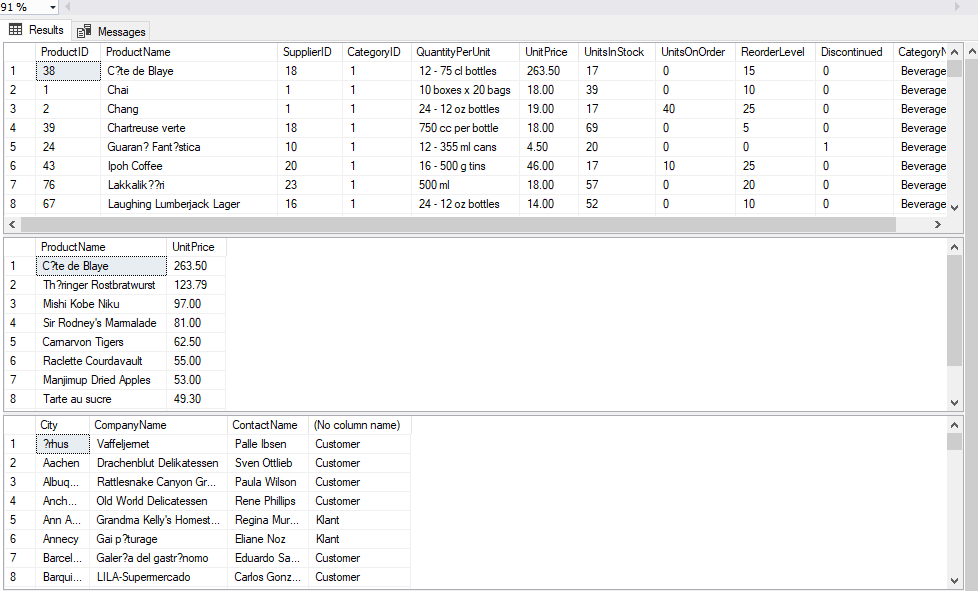 91 %
Results Messages
ProductID ProductName SupplierID CategoryID QuantityPerUnit UnitPrice UnitsInStock UnitsOnOrder ReorderLevel Discontinued CategoryN
1 38 C?te de Blaye 18 1 12 - 75 cl bottles 263.50 17 0 15 0 Beverage
2 1 Chai 1 1 10 boxes x 20 bags 18.00 39 0 10 0 Beverage
3 2 Chang 1 1 24 - 12 oz bottles 19.00 17 40 25 0 Beverage
4 39 Chartreuse verte 18 1 750 cc per bottle 18.00 69 0 5 0 Beverage
5 24 Guaran? Fant?stica 10 1 12 - 355 ml cans 4.50 20 0 0 1 Beverage
6 43 Ipoh Coffee 20 1 16 - 500 g tins 46.00 17 10 25 0 Beverage
7 76 Lakkalik??ri 23 1 500 ml 18.00 57 0 20 0 Beverage
8 67 Laughing Lumberjack Lager 16 1 24 - 12 oz bottles 14.00 52 0 10 0 Beverage
ProductName UnitPrice
1 C?te de Blaye 263.50
2 Th?ringer Rostbratwurst 123.79
3 Mishi Kobe Niku 97.00
4 Sir Rodney's Marmalade 81.00
5 Carnarvon Tigers 62.50
6 Raclette Courdavault 55.00
7 Manjimup Dried Apples 53.00
8 Tarte au sucre 49.30
City CompanyName ContactName (No column name)
1 ?rhus Vaffeljernet Palle Ibsen Customer
2 Aachen Drachenblut Delikatessen Sven Ottlieb Customer
3 Albuq... Rattlesnake Canyon Gr... Paula Wilson Customer
4 Anch... Old World Delicatessen Rene Phillips Customer
5 Ann A... Grandma Kelly's Homest... Regina Mur... Klant
6 Annecy Gai p?turage Eliane Noz Klant
7 Barcel... Galer?a del gastr?nomo Eduardo Sa... Customer
8 Barqui... LILA-Supermercado Carlos Gonz... Customer